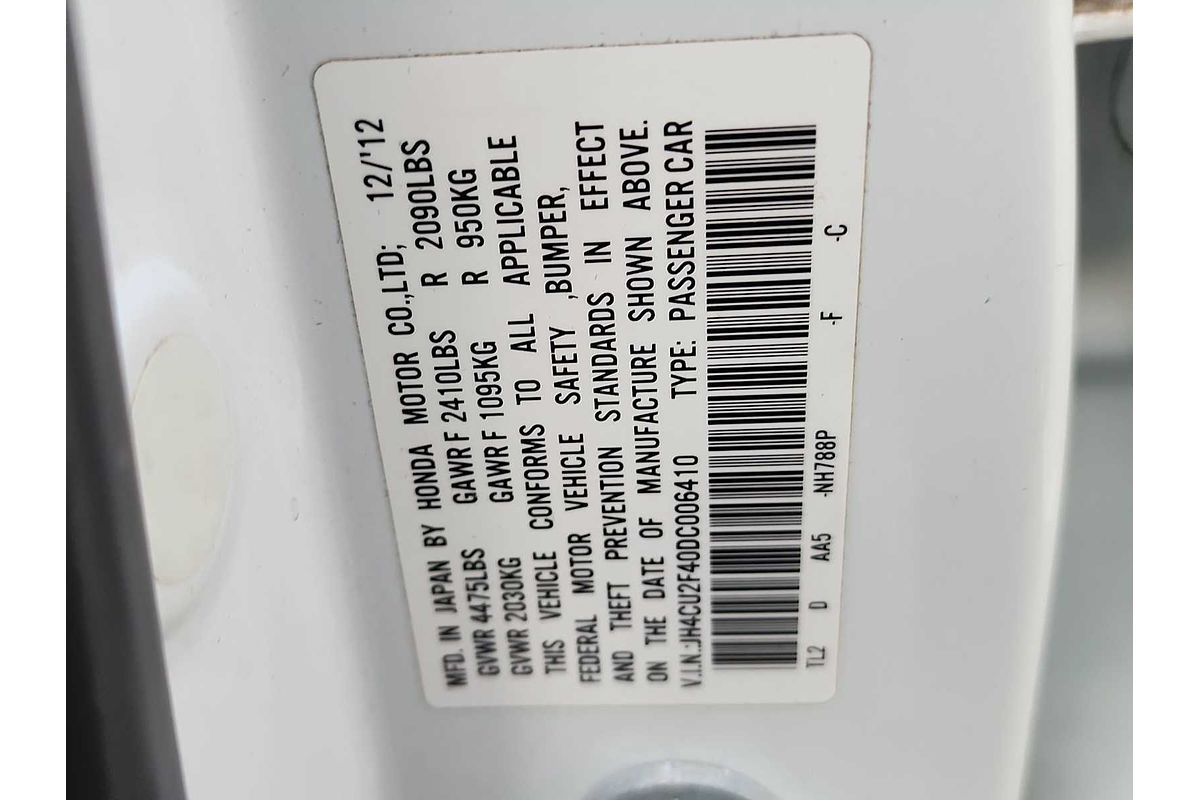 MFD. IN JAPAN BY HONDA MOTOR CO.,LTD; 12/'12
GVWR 4475LBS GAWR F 2410LBS R 2090LBS
GVWR 2030KG GAWR F 1095KG R 950KG
THIS VEHICLE CONFORMS TO ALL APPLICABLE
FEDERAL MOTOR VEHICLE SAFETY ,BUMPER,
AND THEFT PREVENTION STANDARDS IN EFFECT
ON THE DATE OF MANUFACTURE SHOWN ABOVE.
V.I.N.:JH4CU2F40DC006410 TYPE: PASSENGER CAR
TL2 D AA5 -NH788P -F -C